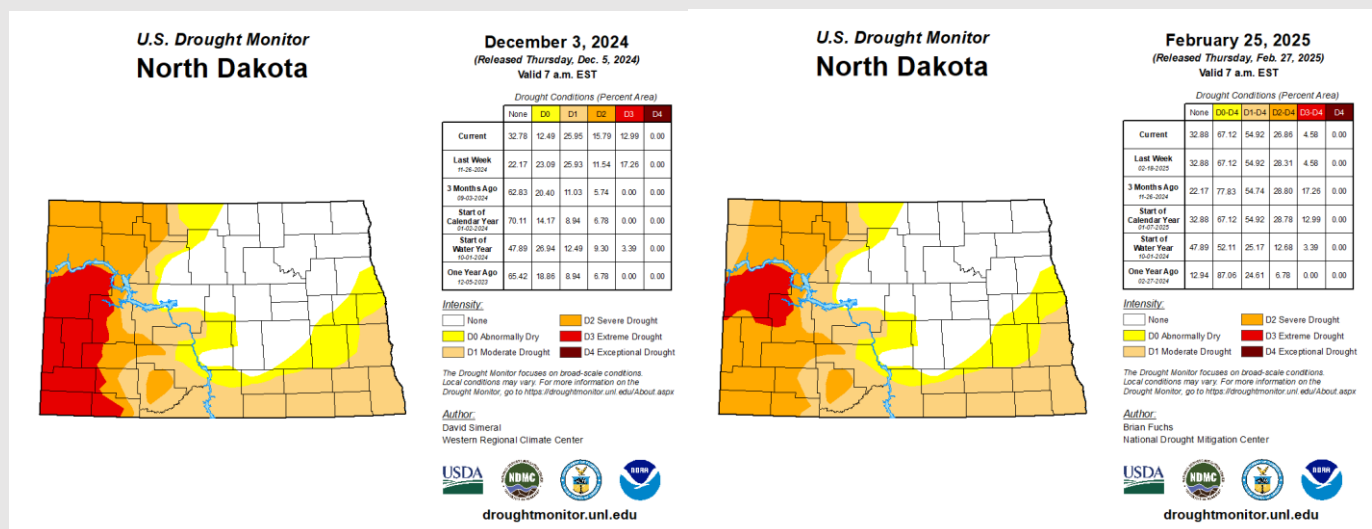 U.S. Drought Monitor
North Dakota
December 3, 2024
(Released Thursday, Dec. 5, 2024)
Valid 7 a.m. EST
Drought Conditions (Percent Area)
None D0 D1 D2 D3 D4
Current 32.78 12.49 25.95 15.79 12.99 0.00
Last Week 11-26-2024 22.17 23.09 25.93 11.54 17.26 0.00
3 Months Ago 09-03-2024 62.83 20.40 11.03 5.74 0.00 0.00
Start of Calendar Year 01-02-2024 70.11 14.17 8.94 6.78 0.00 0.00
Start of Water Year 10-01-2024 47.89 26.94 12.49 9.30 3.39 0.00
One Year Ago 12-05-2023 65.42 18.86 8.94 6.78 0.00 0.00
Intensity:
None
D0 Abnormally Dry
D1 Moderate Drought
D2 Severe Drought
D3 Extreme Drought
D4 Exceptional Drought
The Drought Monitor focuses on broad-scale conditions.
Local conditions may vary. For more information on the
Drought Monitor, go to https://droughtmonitor.unl.edu/About.aspx
Author:
David Simeral
Western Regional Climate Center
USDA
NDMC
NOAA
droughtmonitor.unl.edu
U.S. Drought Monitor
North Dakota
February 25, 2025
(Released Thursday, Feb. 27, 2025)
Valid 7 a.m. EST
Drought Conditions (Percent Area)
None D0-D4 D1-D4 D2-D4 D3-D4 D4
Current 32.88 67.12 54.92 26.86 4.58 0.00
Last Week 02-18-2025 32.88 67.12 54.92 28.31 4.58 0.00
3 Months Ago 11-26-2024 22.17 77.83 54.74 28.80 17.26 0.00
Start of Calendar Year 01-07-2025 32.88 67.12 54.92 28.78 12.99 0.00
Start of Water Year 10-01-2024 47.89 52.11 25.17 12.68 3.39 0.00
One Year Ago 02-27-2024 12.94 87.06 24.61 6.78 0.00 0.00
Intensity:
None
D0 Abnormally Dry
D1 Moderate Drought
D2 Severe Drought
D3 Extreme Drought
D4 Exceptional Drought
The Drought Monitor focuses on broad-scale conditions.
Local conditions may vary. For more information on the
Drought Monitor, go to https://droughtmonitor.unl.edu/About.aspx
Author:
Brian Fuchs
National Drought Mitigation Center
USDA
NDMC
NOAA
droughtmonitor.unl.edu